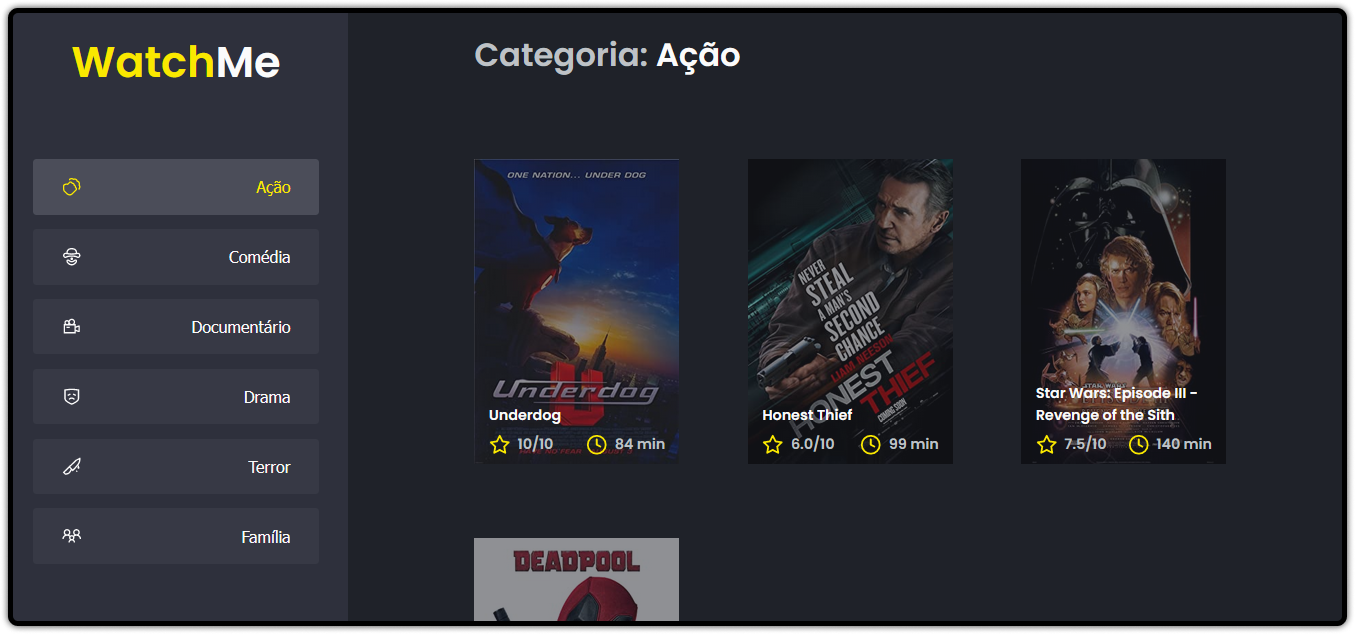 WatchMe
Ação
Comédia
Documentário
Drama
Terror
Família
Categoria: Ação
ONE NATION... UNDER DOG
Underdog
Underdog
10/10 84 min
NEVER
STEAL
A MAN'S
SECOND
CHANCE
LIAM NEESON
HONEST
THIEF
COMING SOON
Honest Thief
6.0/10 99 min
STAR WARS
Star Wars: Episode III -
Revenge of the Sith
7.5/10 140 min
DEADPOOL